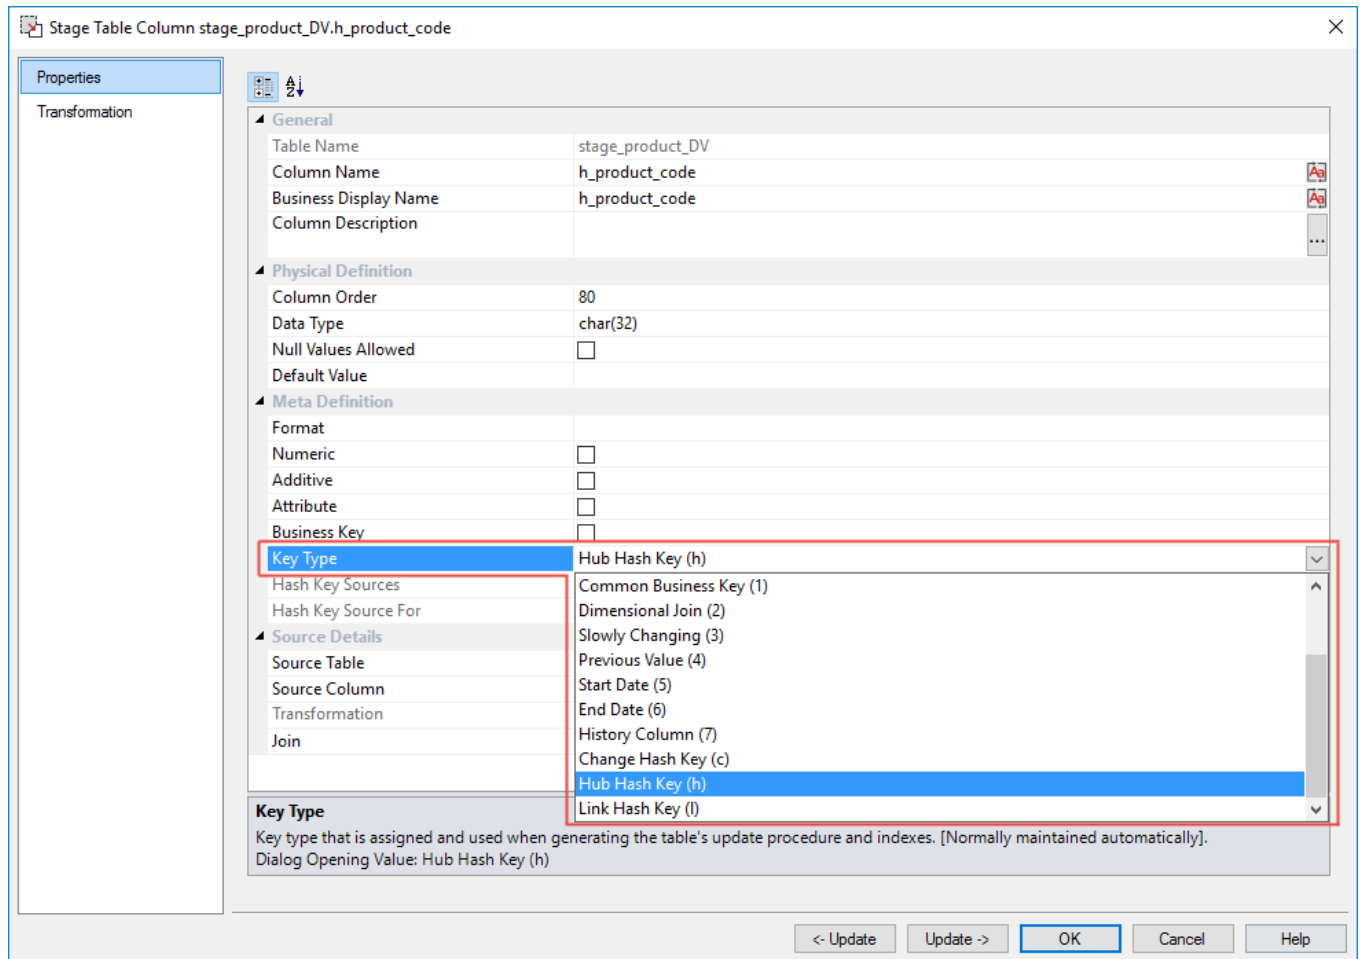 Stage Table Column stage_product_DV.h_product_code
Properties
Transformation
General
Table Name stage_product_DV
Column Name h_product_code
Business Display Name h_product_code
Column Description
...
Physical Definition
Column Order 80
Data Type char(32)
Null Values Allowed
Default Value
Meta Definition
Format
Numeric
Additive
Attribute
Business Key
Key Type Hub Hash Key (h)
Hash Key Sources
Hash Key Source For
Source Details
Source Table
Source Column
Transformation
Join
Common Business Key (1)
Dimensional Join (2)
Slowly Changing (3)
Previous Value (4)
Start Date (5)
End Date (6)
History Column (7)
Change Hash Key (c)
Hub Hash Key (h)
Link Hash Key (l)
Key Type
Key type that is assigned and used when generating the table's update procedure and indexes. [Normally maintained automatically].
Dialog Opening Value: Hub Hash Key (h)
<- Update Update -> OK Cancel Help